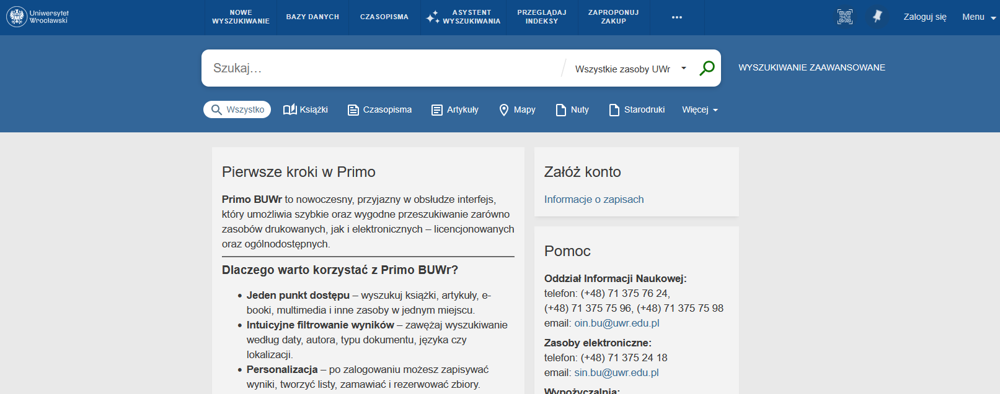 Uniwersytet
Wrocławski
NOWE
WYSZUKIWANIE
BAZY DANYCH
CZASOPISMA
ASYSTENT
WYSZUKIWANIA
PRZEGLĄDAJ
INDEKSY
ZAPROPONUJ
ZAKUP
Zaloguj się
Menu
Szukaj...
Wszystkie zasoby UWr
WYSZUKIWANIE ZAAWANSOWANE
Wszystko
Książki
Czasopisma
Artykuły
Mapy
Nuty
Starodruki
Więcej
Pierwsze kroki w Primo
Primo BUWr to nowoczesny, przyjazny w obsłudze interfejs,
który umożliwia szybkie oraz wygodne przeszukiwanie zarówno
zasobów drukowanych, jak i elektronicznych – licencjonowanych
oraz ogólnodostępnych.
Dlaczego warto korzystać z Primo BUWr?
• Jeden punkt dostępu – wyszukuj książki, artykuły, e-
booki, multimedia i inne zasoby w jednym miejscu.
• Intuicyjne filtrowanie wyników – zawężaj wyszukiwanie
według daty, autora, typu dokumentu, języka czy
lokalizacji.
• Personalizacja – po zalogowaniu możesz zapisywać
wyniki, tworzyć listy, zamawiać i rezerwować zbiory.
Załóż konto
Informacje o zapisach
Pomoc
Oddział Informacji Naukowej:
telefon: (+48) 71 375 76 24,
(+48) 71 375 75 96, (+48) 71 375 75 98
email: oin.bu@uwr.edu.pl
Zasoby elektroniczne:
telefon: (+48) 71 375 24 18
email: sin.bu@uwr.edu.pl
Wypożyczalnia: